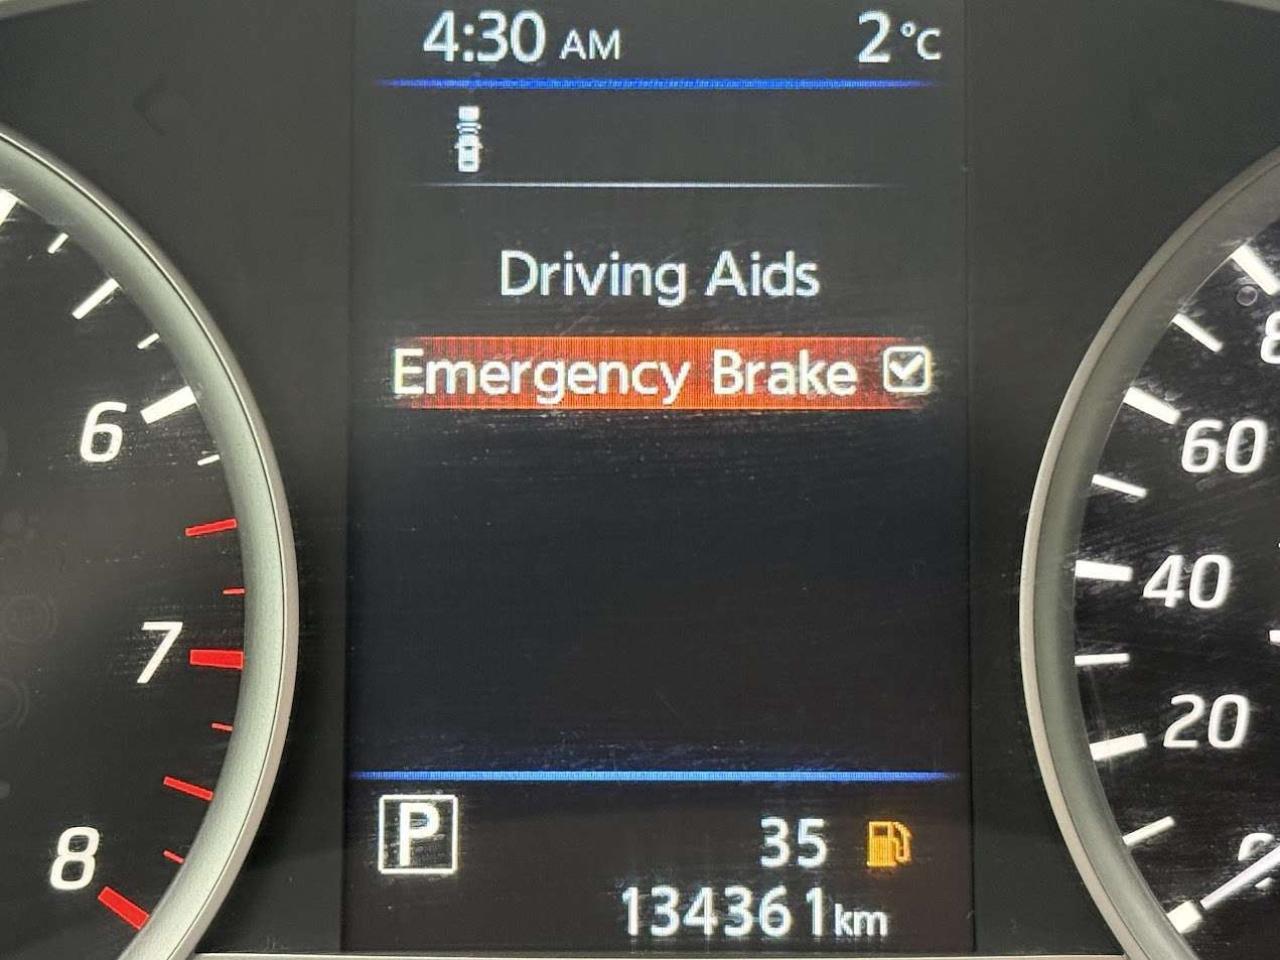 4:30 AM 2°C
Driving Aids
Emergency Brake
6
7
8
60
40
20
P
35
134361km